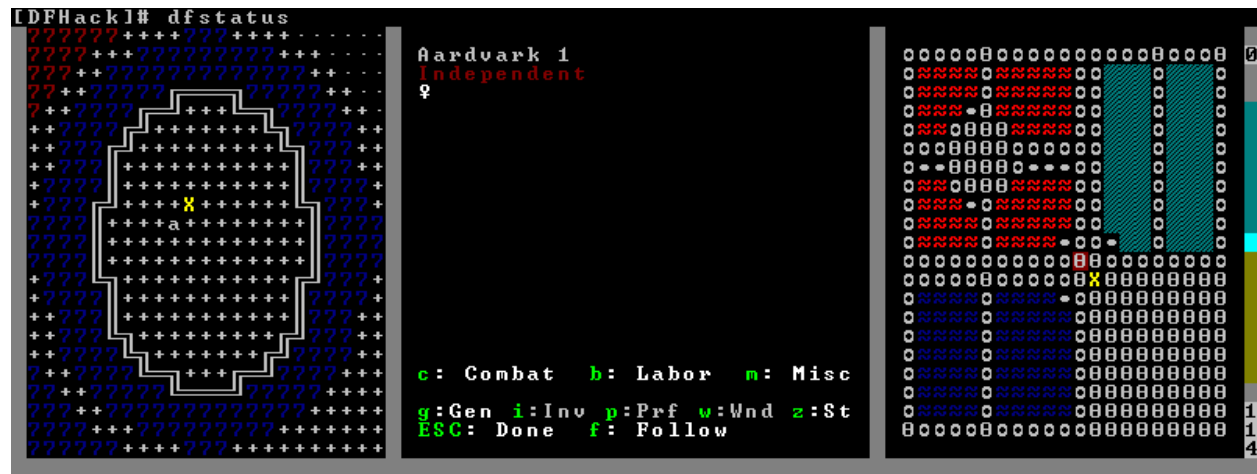 [DFHack]# dfstatus
Aardvark 1
Independent
♀
c: Combat b: Labor m: Misc
g:Gen i:Inv p:Prf w:Wnd z:St
ESC: Done f: Follow